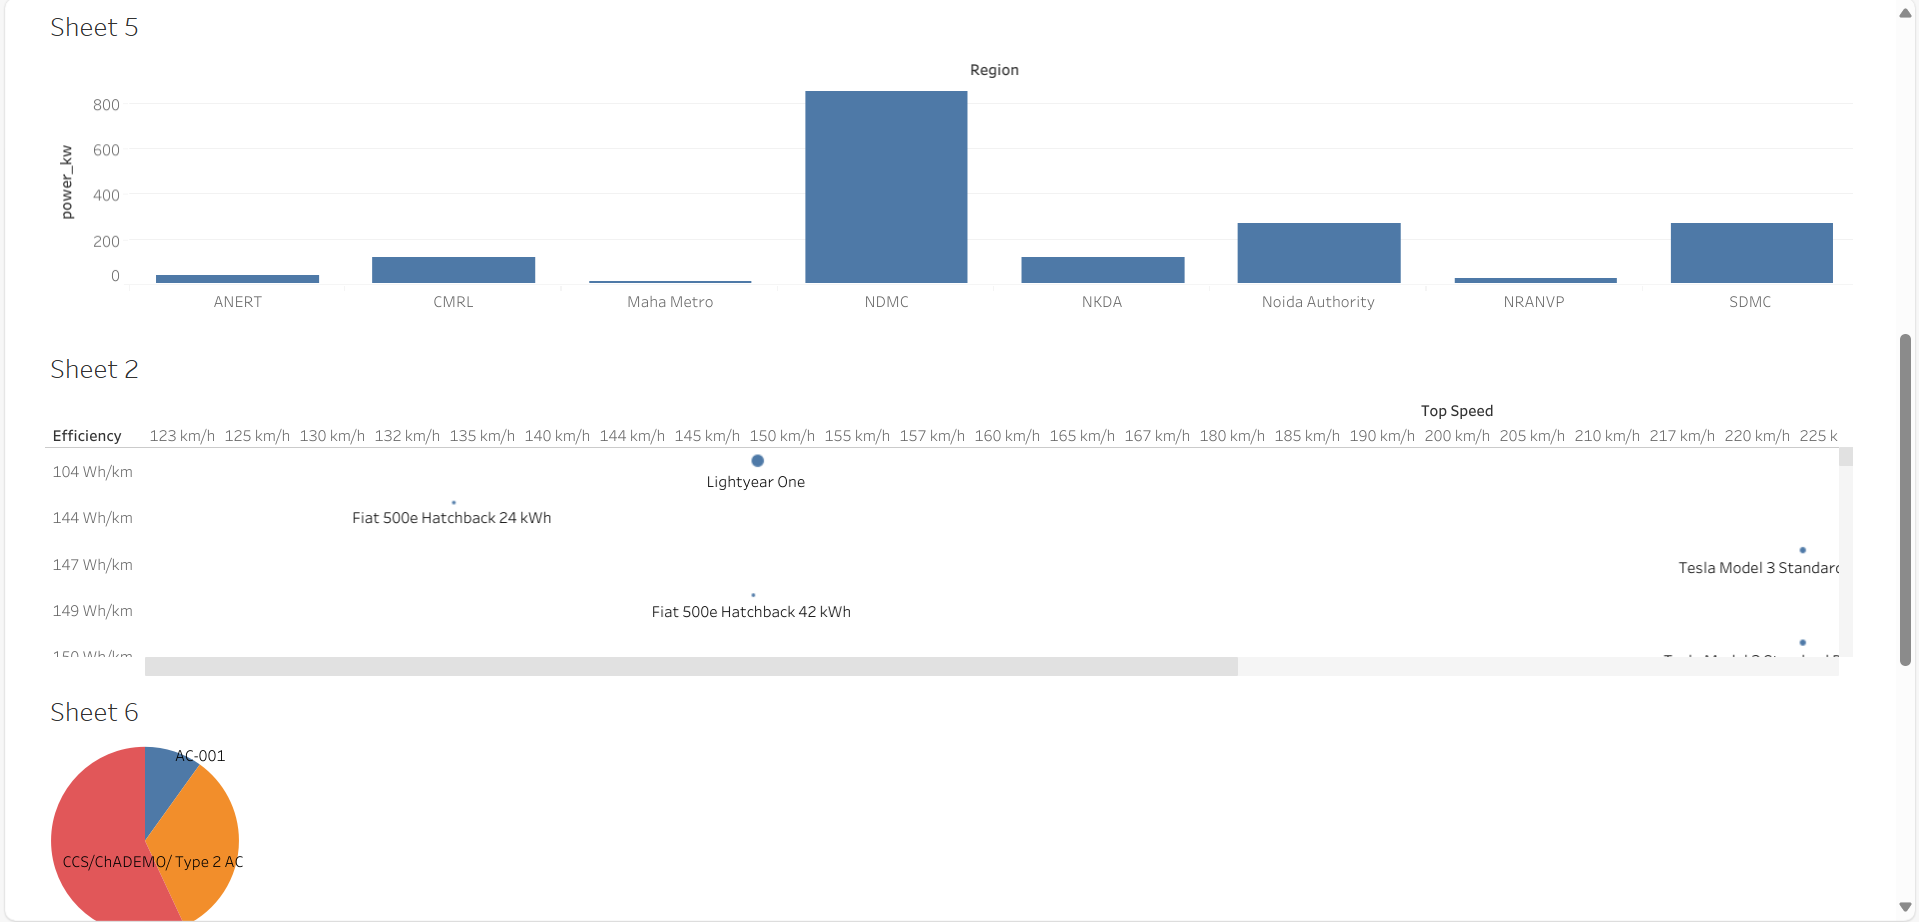 Sheet 5
Region
power_kw
800
600
400
200
0
ANERT CMRL Maha Metro NDMC NKDA Noida Authority NRANVP SDMC
Sheet 2
Top Speed
Efficiency 123 km/h 125 km/h 130 km/h 132 km/h 135 km/h 140 km/h 144 km/h 145 km/h 150 km/h 155 km/h 157 km/h 160 km/h 165 km/h 167 km/h 180 km/h 185 km/h 190 km/h 200 km/h 205 km/h 210 km/h 217 km/h 220 km/h 225 k
104 Wh/km
Lightyear One
144 Wh/km
Fiat 500e Hatchback 24 kWh
147 Wh/km
Tesla Model 3 Standard
149 Wh/km
Fiat 500e Hatchback 42 kWh
150 Wh/km
Sheet 6
AC-001
CCS/ChADEMO/ Type 2 AC